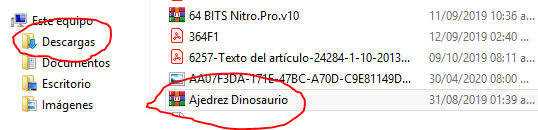 Este equipo
Descargas
Documentos
Escritorio
Imágenes
64 BITS Nitro.Pro.v10 11/09/2019 10:36 a...
364F1 12/09/2019 02:40 ...
6257-Texto del artículo-24284-1-10-2013... 09/10/2019 08:11 a...
AA07F3DA-171E-47BC-A70D-C9E81149D... 30/04/2020 08:00 ...
Ajedrez Dinosaurio 31/08/2019 01:39 a...